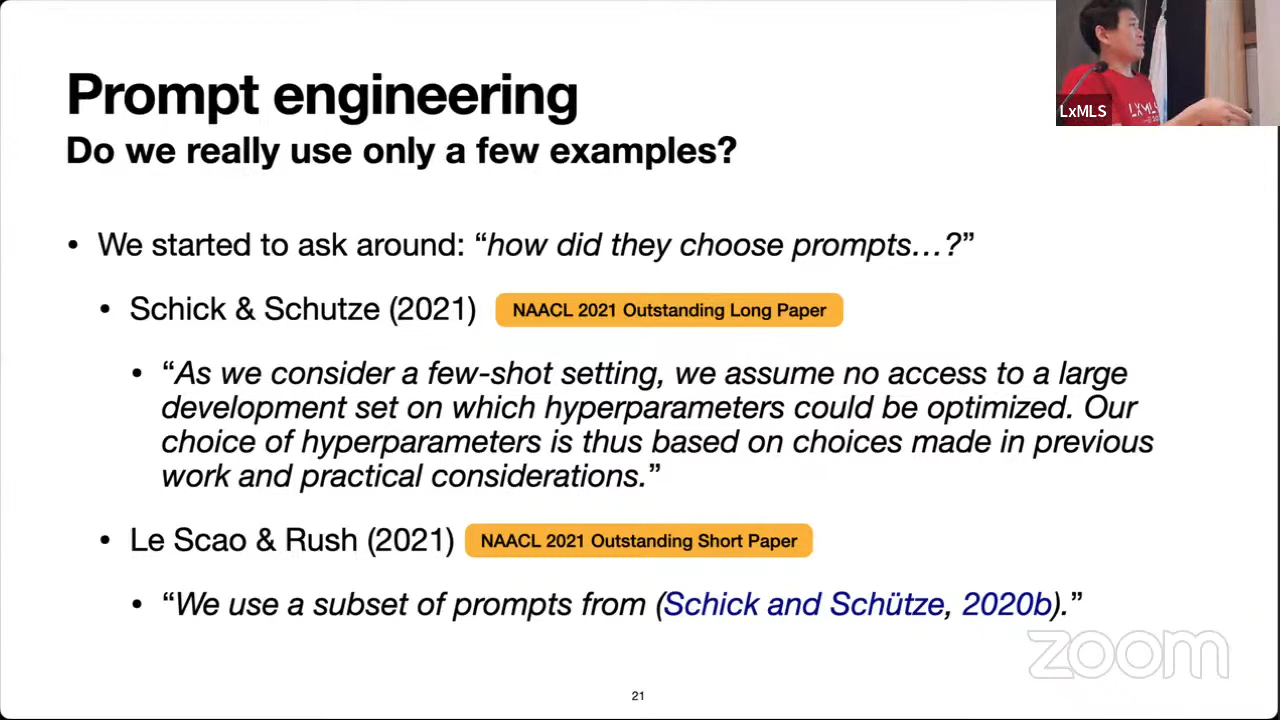 Prompt engineering
Do we really use only a few examples?
• We started to ask around: “how did they choose prompts…?”
• Schick & Schutze (2021) NAACL 2021 Outstanding Long Paper
• “As we consider a few-shot setting, we assume no access to a large
development set on which hyperparameters could be optimized. Our
choice of hyperparameters is thus based on choices made in previous
work and practical considerations.”
• Le Scao & Rush (2021) NAACL 2021 Outstanding Short Paper
• “We use a subset of prompts from (Schick and Schütze, 2020b).”
21
LxMLS
LXMLS
zoom